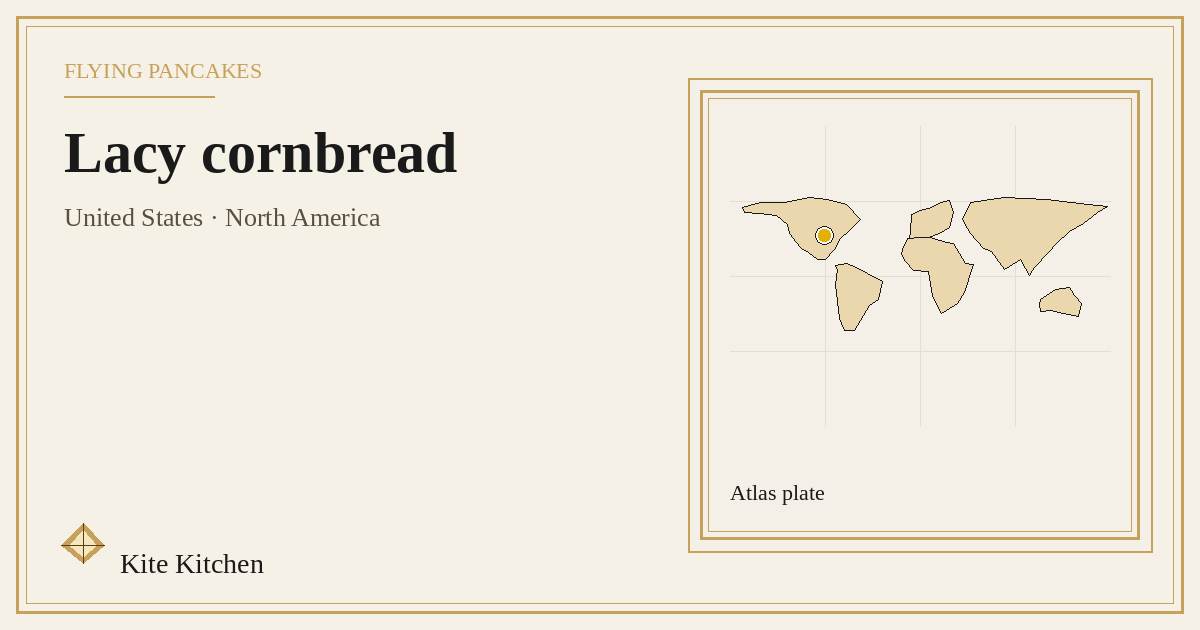 FLYING PANCAKES
Lacy cornbread
United States · North America
Atlas plate
Kite Kitchen